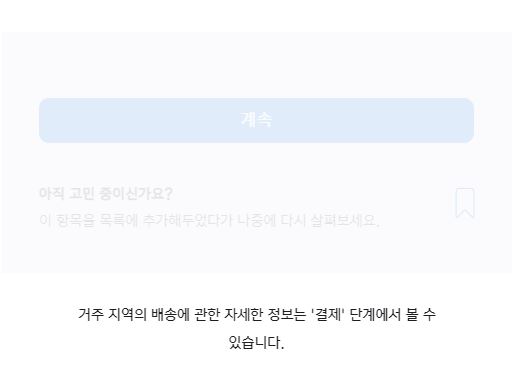 계속
아직 고민 중이신가요?
이 항목을 목록에 추가해두었다가 나중에 다시 살펴보세요.
거주 지역의 배송에 관한 자세한 정보는 '결제' 단계에서 볼 수
있습니다.